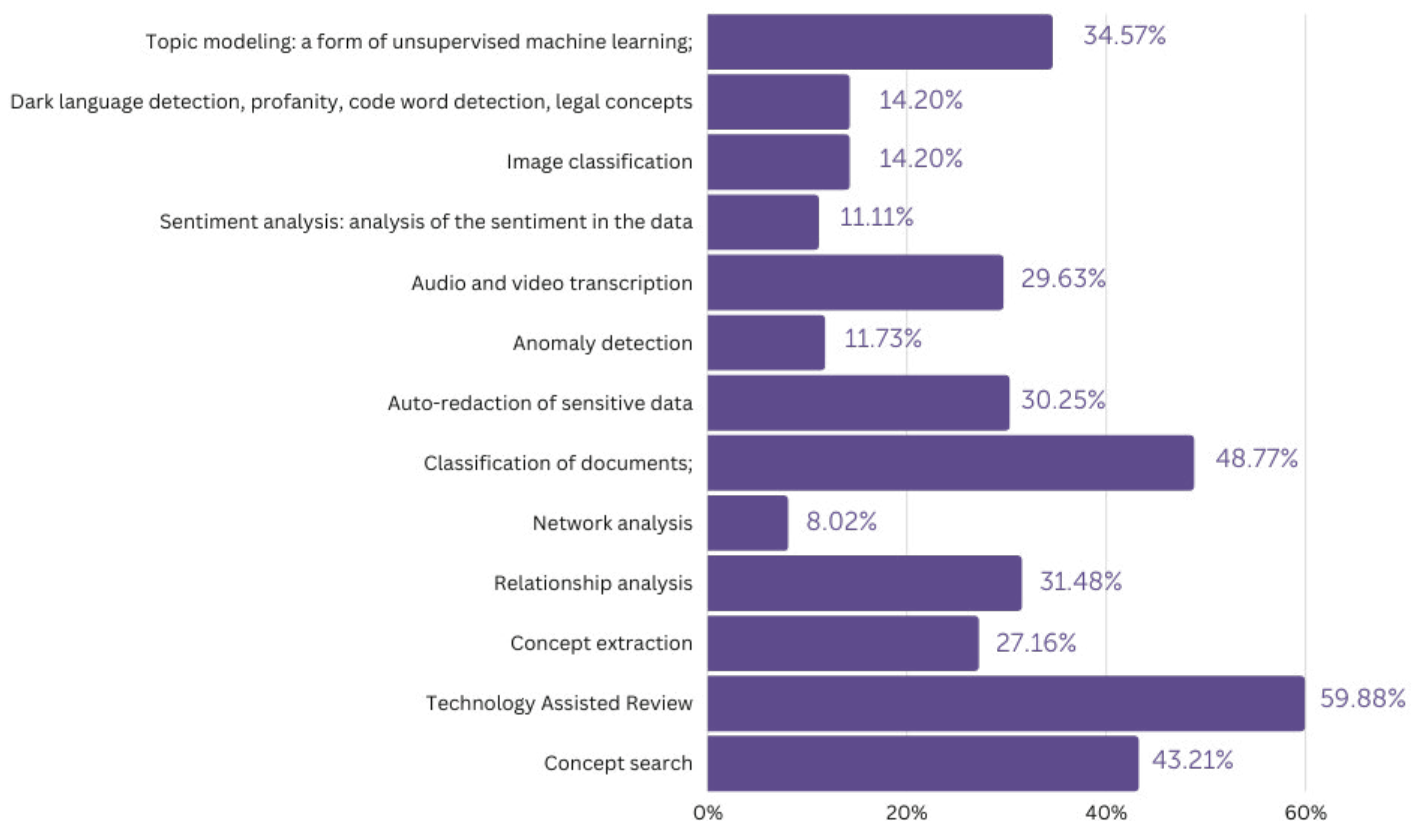 Topic modeling: a form of unsupervised machine learning; 34.57%
Dark language detection, profanity, code word detection, legal concepts 14.20%
Image classification 14.20%
Sentiment analysis: analysis of the sentiment in the data 11.11%
Audio and video transcription 29.63%
Anomaly detection 11.73%
Auto-redaction of sensitive data 30.25%
Classification of documents; 48.77%
Network analysis 8.02%
Relationship analysis 31.48%
Concept extraction 27.16%
Technology Assisted Review 59.88%
Concept search 43.21%
0% 20% 40% 60%